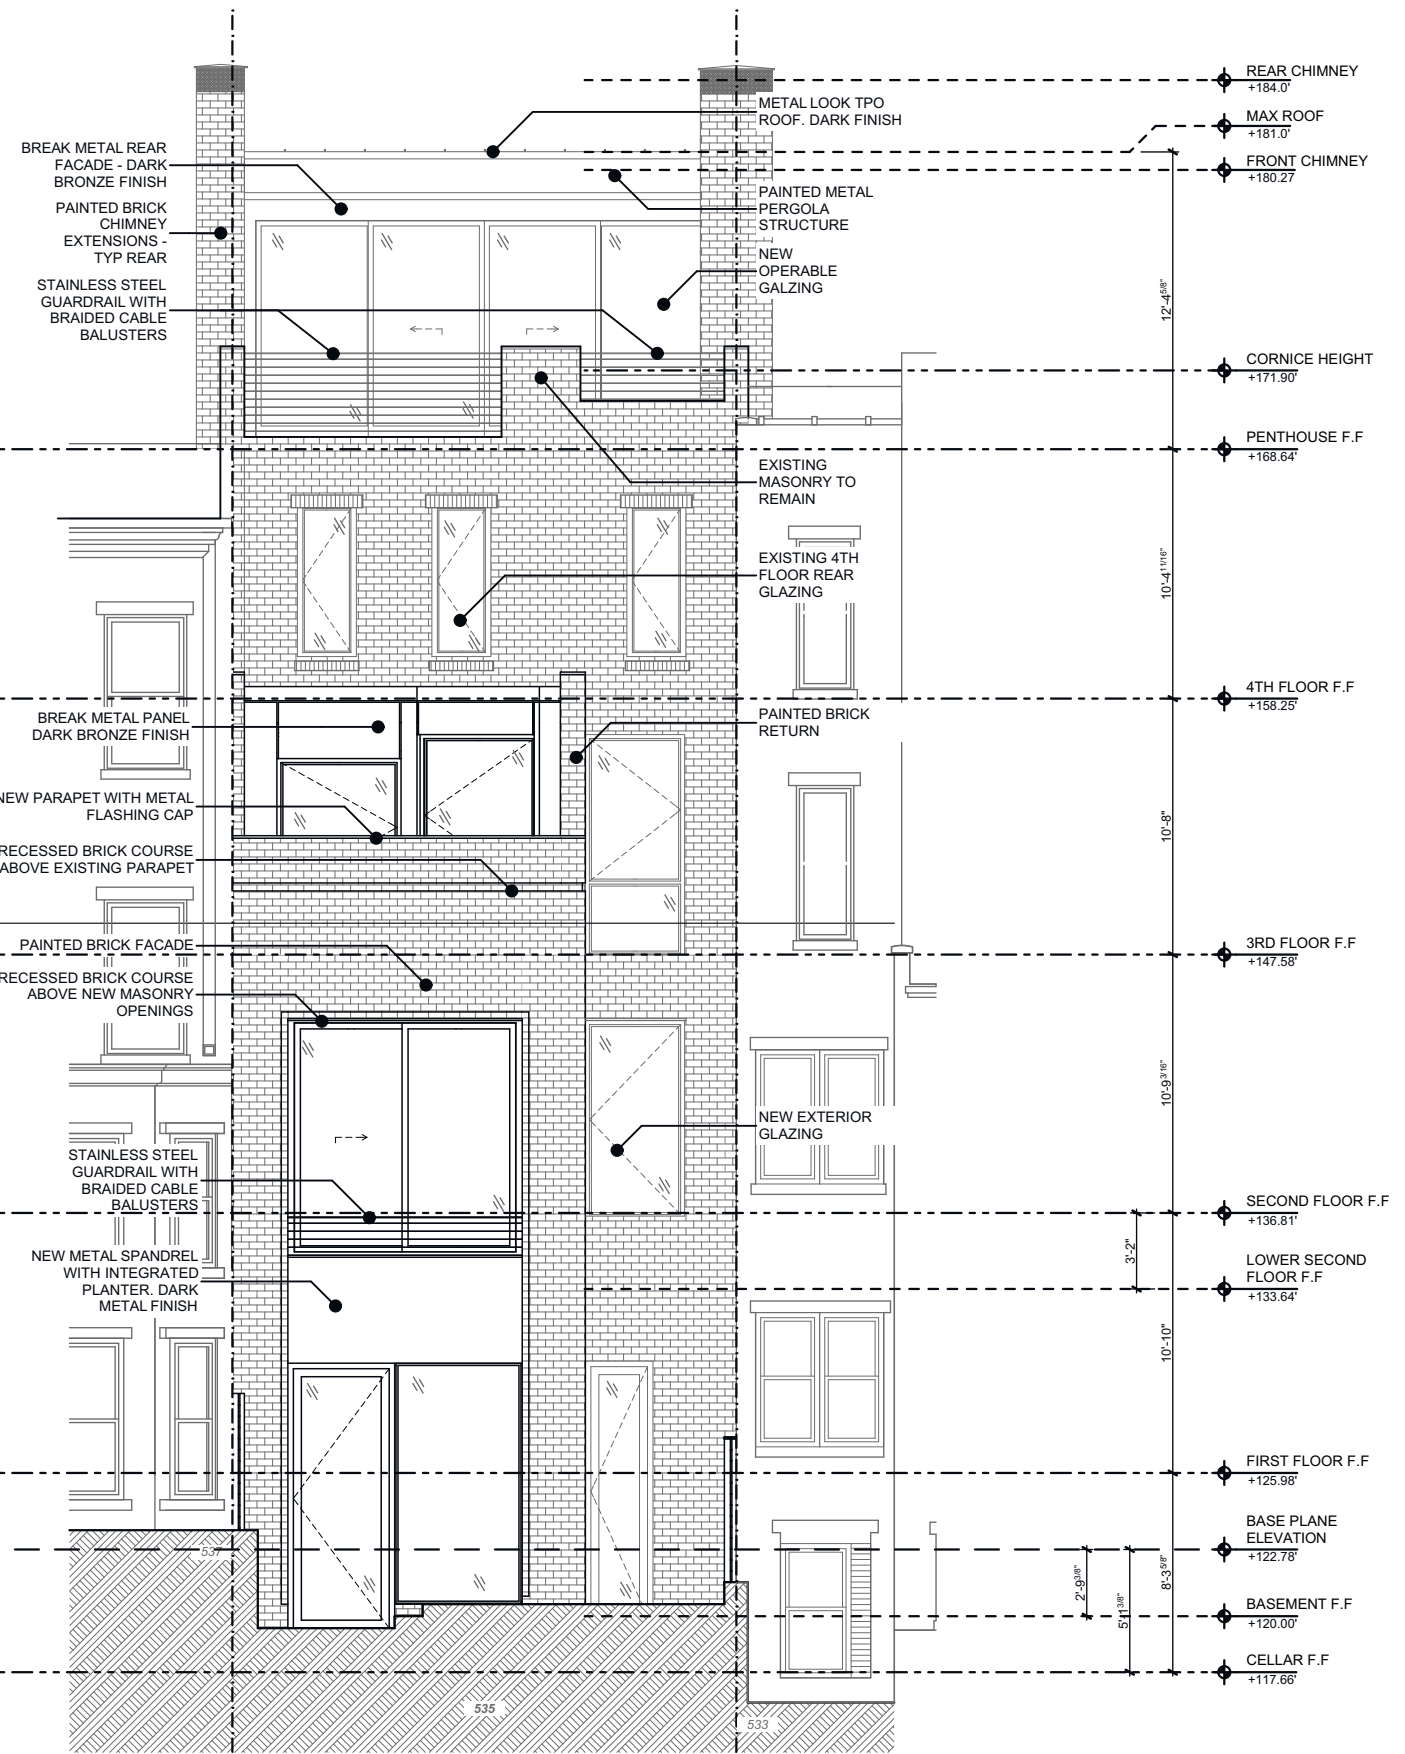 BREAK METAL REAR
FACADE - DARK
BRONZE FINISH
PAINTED BRICK
CHIMNEY
EXTENSIONS -
TYP REAR
STAINLESS STEEL
GUARDRAIL WITH
BRAIDED CABLE
BALUSTERS
BREAK METAL PANEL
DARK BRONZE FINISH
NEW PARAPET WITH METAL
FLASHING CAP
RECESSED BRICK COURSE
ABOVE EXISTING PARAPET
PAINTED BRICK FACADE
RECESSED BRICK COURSE
ABOVE NEW MASONRY
OPENINGS
STAINLESS STEEL
GUARDRAIL WITH
BRAIDED CABLE
BALUSTERS
NEW METAL SPANDREL
WITH INTEGRATED
PLANTER. DARK
METAL FINISH
METAL LOOK TPO
ROOF. DARK FINISH
PAINTED METAL
PERGOLA
STRUCTURE
NEW
OPERABLE
GALZING
EXISTING
MASONRY TO
REMAIN
EXISTING 4TH
FLOOR REAR
GLAZING
PAINTED BRICK
RETURN
NEW EXTERIOR
GLAZING
537
535
533
12'-4 5/8"
10'-4 11/16"
10'-8"
10'-9 3/16"
3'-2"
10'-10"
2'-9 3/8"
5'-1 3/8"
8'-3 5/8"
REAR CHIMNEY
+184.0'
MAX ROOF
+181.0'
FRONT CHIMNEY
+180.27
CORNICE HEIGHT
+171.90'
PENTHOUSE F.F
+168.64'
4TH FLOOR F.F
+158.25'
3RD FLOOR F.F
+147.58'
SECOND FLOOR F.F
+136.81'
LOWER SECOND
FLOOR F.F
+133.64'
FIRST FLOOR F.F
+125.98'
BASE PLANE
ELEVATION
+122.78'
BASEMENT F.F
+120.00'
CELLAR F.F
+117.66'